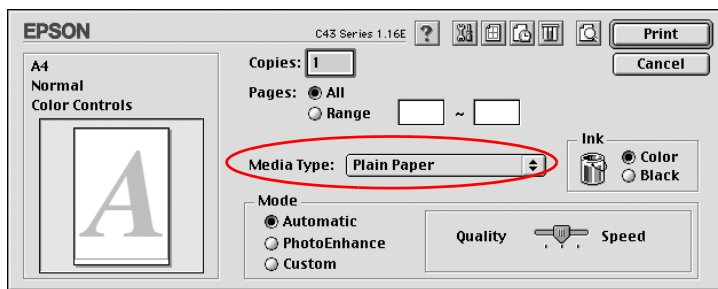 EPSON
C43 Series 1.16E
?
Print
Cancel
A4
Normal
Color Controls
A
Copies: 1
Pages: All
Range ~
Media Type: Plain Paper
Ink
Color
Black
Mode
Automatic
PhotoEnhance
Custom
Quality Speed